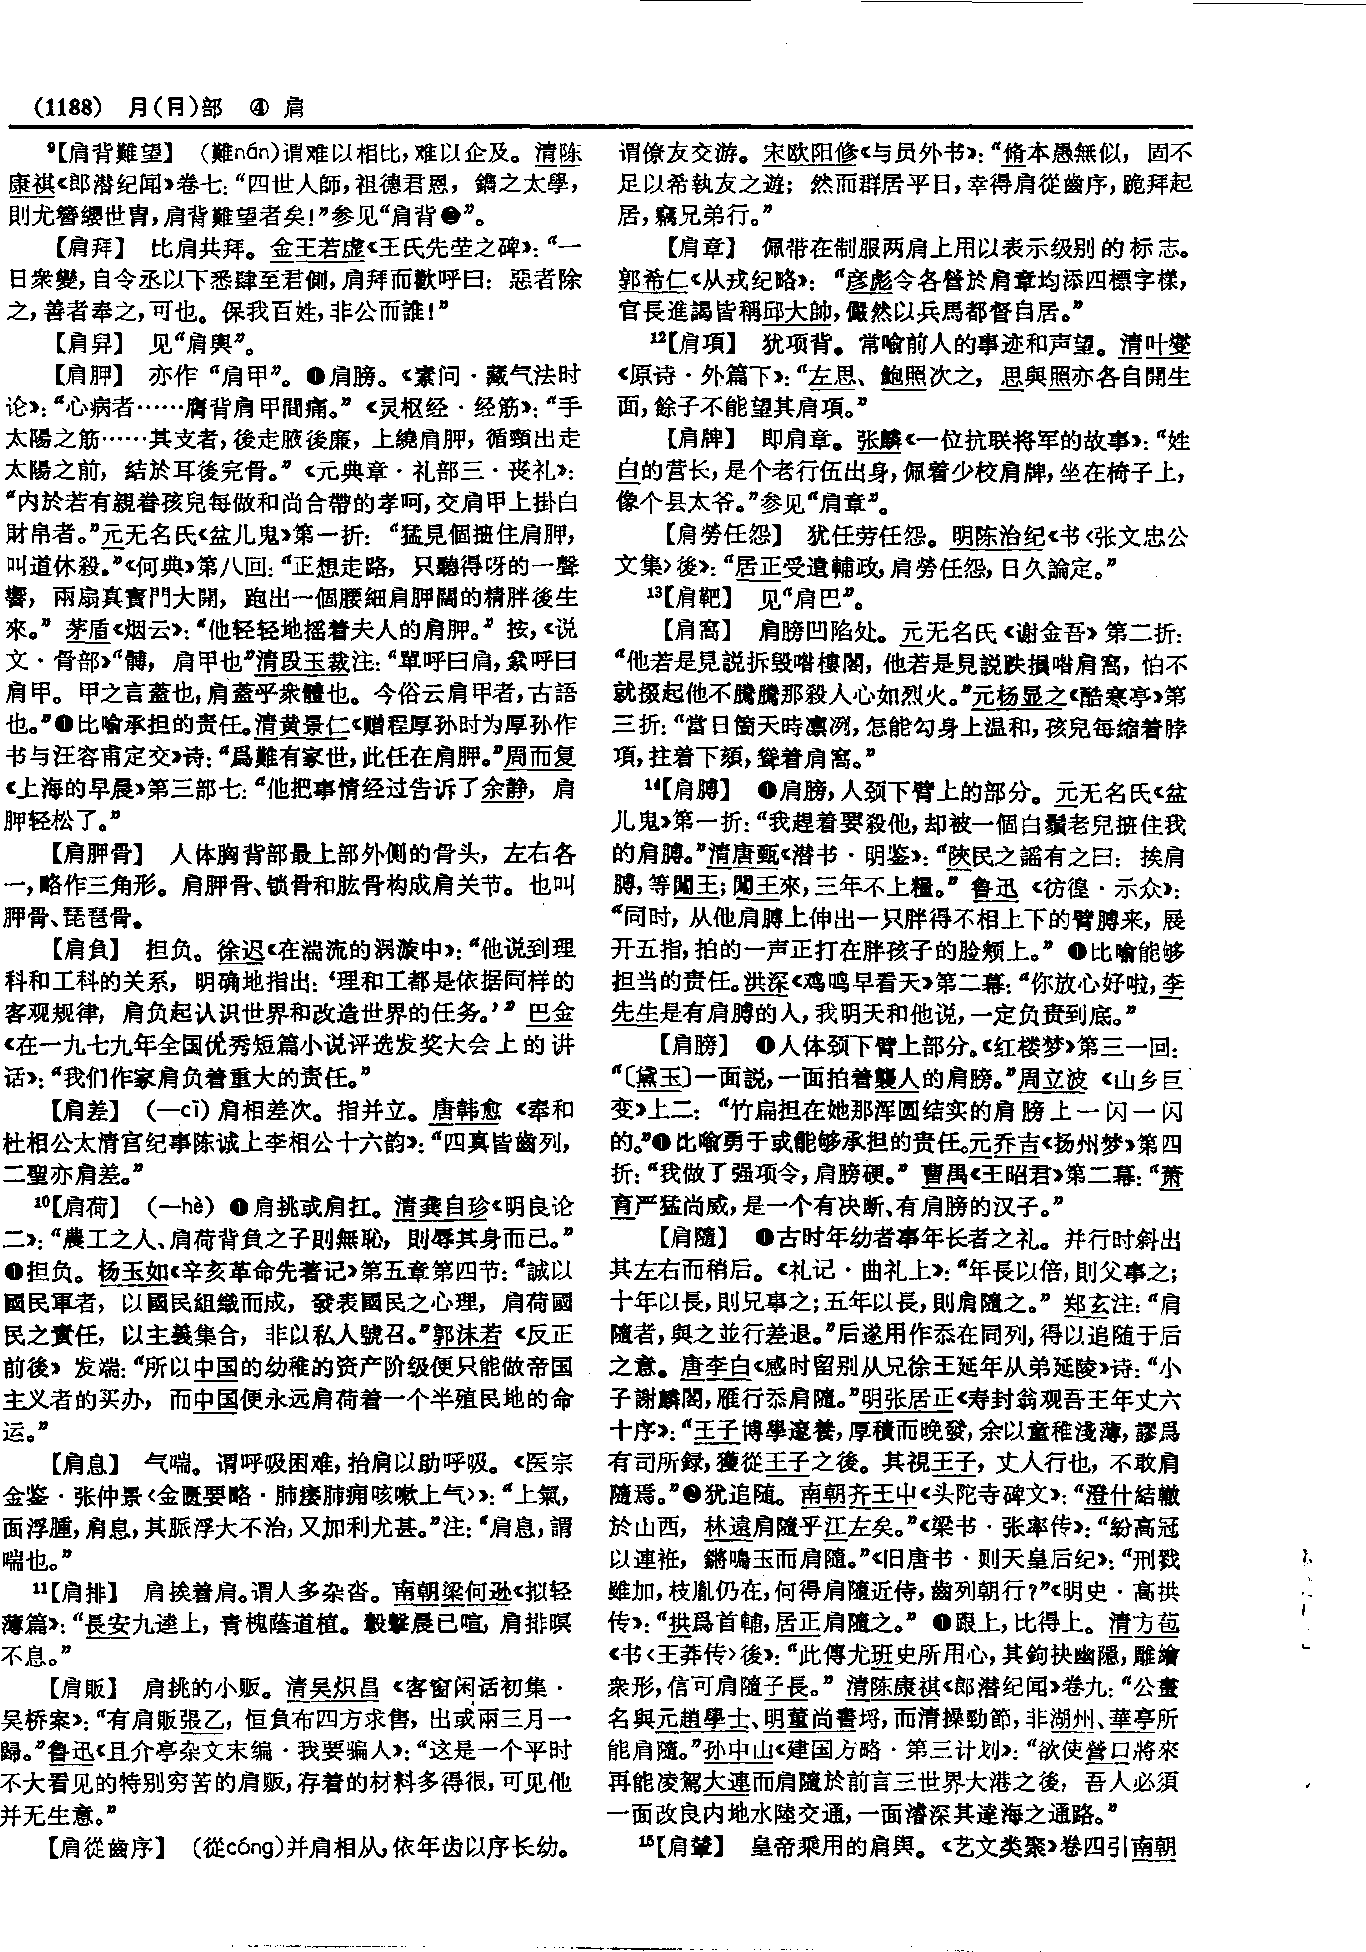 (1188) 月(⺝)部 ④ 肩
⁹【肩背難望】 (難nán)谓难以相比,难以企及。清陈
康祺《郎潜纪闻》卷七:“四世人師,祖德君恩,鐫之太學,
則尤簪纓世胄,肩背難望者矣!”参见“肩背❷”。
【肩拜】 比肩共拜。金王若虚《王氏先茔之碑》:“一
日衆變,自令丞以下悉肆至君側,肩拜而歡呼曰:惡者除
之,善者奉之,可也。保我百姓,非公而誰!”
【肩舁】 见“肩輿”。
【肩胛】 亦作“肩甲”。❶肩膀。《素问·藏气法时
论》:“心病者……膺背肩甲間痛。”《灵枢经·经筋》:“手
太陽之筋……其支者,後走腋後廉,上繞肩胛,循頸出走
太陽之前,結於耳後完骨。”《元典章·礼部三·丧礼》:
“内於若有親眷孩兒每做和尚合帶的孝呵,交肩甲上掛白
財帛者。”元无名氏《盆儿鬼》第一折:“猛見個搪住肩胛,
叫道休殺。”《何典》第八回:“正想走路,只聽得呀的一聲
響,兩扇真實門大開,跑出一個腰細肩胛闊的精胖後生
來。”茅盾《烟云》:“他轻轻地摇着夫人的肩胛。”按,《说
文·骨部》“髆,肩甲也”清段玉裁注:“單呼曰肩,絫呼曰
肩甲。甲之言蓋也,肩蓋乎衆體也。今俗云肩甲者,古語
也。”❶比喻承担的责任。清黄景仁《赠程厚孙时为厚孙作
书与汪容甫定交》诗:“爲難有家世,此任在肩胛。”周而复
《上海的早晨》第三部七:“他把事情经过告诉了余静,肩
胛轻松了。”
【肩胛骨】 人体胸背部最上部外侧的骨头,左右各
一,略作三角形。肩胛骨、锁骨和肱骨构成肩关节。也叫
胛骨、琵琶骨。
【肩負】 担负。徐迟《在湍流的涡漩中》:“他说到理
科和工科的关系,明确地指出:‘理和工都是依据同样的
客观规律,肩负起认识世界和改造世界的任务。’”巴金
《在一九七九年全国优秀短篇小说评选发奖大会上的讲
话》:“我们作家肩负着重大的责任。”
【肩差】 (—cī)肩相差次。指并立。唐韩愈《奉和
杜相公太清宫纪事陈诚上李相公十六韵》:“四真皆齒列,
二聖亦肩差。”
¹⁰【肩荷】 (—hè)❶肩挑或肩扛。清龚自珍《明良论
二》:“農工之人、肩荷背負之子則無恥,則辱其身而已。”
❶担负。杨玉如《辛亥革命先著记》第五章第四节:“誠以
國民軍者,以國民組織而成,發表國民之心理,肩荷國
民之責任,以主義集合,非以私人號召。”郭沫若《反正
前後》发端:“所以中国的幼稚的资产阶级便只能做帝国
主义者的买办,而中国便永远肩荷着一个半殖民地的命
运。”
【肩息】 气喘。谓呼吸困难,抬肩以助呼吸。《医宗
金鉴·张仲景〈金匮要略·肺痿肺痈咳嗽上气〉》:“上氣,
面浮腫,肩息,其脈浮大不治,又加利尤甚。”注:“肩息,謂
喘也。”
¹¹【肩排】 肩挨着肩。谓人多杂沓。南朝梁何逊《拟轻
薄篇》:“長安九逵上,青槐蔭道植。轂擊晨已喧,肩排暝
不息。”
【肩販】 肩挑的小贩。清吴炽昌《客窗闲话初集·
吴桥案》:“有肩販張乙,恒負布四方求售,出或兩三月一
歸。”鲁迅《且介亭杂文末编·我要骗人》:“这是一个平时
不大看见的特别穷苦的肩贩,存着的材料多得很,可见他
并无生意。”
【肩從齒序】 (從cóng)并肩相从,依年齿以序长幼。
谓僚友交游。宋欧阳修《与员外书》:“脩本愚無似,固不
足以希執友之遊;然而群居平日,幸得肩從齒序,跪拜起
居,竊兄弟行。”
【肩章】 佩带在制服两肩上用以表示级别的标志。
郭希仁《从戎纪略》:“彦彪令各營於肩章均添四標字樣,
官長進謁皆稱邱大帥,儼然以兵馬都督自居。”
¹²【肩項】 犹项背。常喻前人的事迹和声望。清叶燮
《原诗·外篇下》:“左思、鮑照次之,思與照亦各自開生
面,餘子不能望其肩項。”
【肩牌】 即肩章。张麟《一位抗联将军的故事》:“姓
白的营长,是个老行伍出身,佩着少校肩牌,坐在椅子上,
像个县太爷。”参见“肩章”。
【肩勞任怨】 犹任劳任怨。明陈治纪《书〈张文忠公
文集〉後》:“居正受遺輔政,肩勞任怨,日久論定。”
¹³【肩靶】 见“肩巴”。
【肩窩】 肩膀凹陷处。元无名氏《谢金吾》第二折:
“他若是見説拆毀喒樓閣,他若是見説跌損喒肩窩,怕不
就掇起他不騰騰那殺人心如烈火。”元杨显之《酷寒亭》第
三折:“當日箇天時凛冽,怎能勾身上温和,孩兒每縮着脖
項,拄着下頦,聳着肩窩。”
¹⁴【肩膊】 ❶肩膀,人颈下臂上的部分。元无名氏《盆
儿鬼》第一折:“我趕着要殺他,却被一個白鬚老兒搪住我
的肩膊。”清唐甄《潜书·明鉴》:“陝民之謡有之曰:挨肩
膊,等闖王;闖王來,三年不上糧。”鲁迅《彷徨·示众》:
“同时,从他肩膊上伸出一只胖得不相上下的臂膊来,展
开五指,拍的一声正打在胖孩子的脸颊上。”❶比喻能够
担当的责任。洪深《鸡鸣早看天》第二幕:“你放心好啦,李
先生是有肩膊的人,我明天和他说,一定负责到底。”
【肩膀】 ❶人体颈下臂上部分。《红楼梦》第三一回:
“〔黛玉〕一面説,一面拍着襲人的肩膀。”周立波《山乡巨
变》上二:“竹扁担在她那浑圆结实的肩膀上一闪一闪
的。”❶比喻勇于或能够承担的责任。元乔吉《扬州梦》第四
折:“我做了强项令,肩膀硬。”曹禺《王昭君》第二幕:“萧
育严猛尚威,是一个有决断、有肩膀的汉子。”
【肩隨】 ❶古时年幼者事年长者之礼。并行时斜出
其左右而稍后。《礼记·曲礼上》:“年長以倍,則父事之;
十年以長,則兄事之;五年以長,則肩隨之。”郑玄注:“肩
隨者,與之並行差退。”后遂用作忝在同列,得以追随于后
之意。唐李白《感时留别从兄徐王延年从弟延陵》诗:“小
子謝麟閣,雁行忝肩隨。”明张居正《寿封翁观吾王年丈六
十序》:“王子博學邃養,厚積而晚發,余以童稚淺薄,謬爲
有司所録,獲從王子之後。其視王子,丈人行也,不敢肩
隨焉。”❷犹追随。南朝齐王屮《头陀寺碑文》:“澄什結轍
於山西,林遠肩隨乎江左矣。”《梁书·张率传》:“紛高冠
以連袵,鏘鳴玉而肩隨。”《旧唐书·则天皇后纪》:“刑戮
雖加,枝胤仍在,何得肩隨近侍,齒列朝行?”《明史·高拱
传》:“拱爲首輔,居正肩隨之。”❶跟上,比得上。清方苞
《书〈王莽传〉後》:“此傳尤班史所用心,其鉤抉幽隱,雕繪
衆形,信可肩隨子長。”清陈康祺《郎潜纪闻》卷九:“公畫
名與元趙學士、明董尚書埒,而清操勁節,非湖州、華亭所
能肩隨。”孙中山《建国方略·第三计划》:“欲使營口將來
再能凌駕大連而肩隨於前言三世界大港之後,吾人必須
一面改良内地水陸交通,一面濬深其達海之通路。”
¹⁵【肩輦】 皇帝乘用的肩舆。《艺文类聚》卷四引南朝